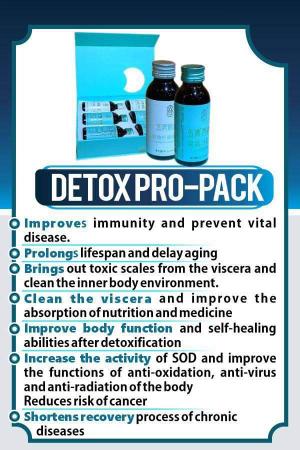 DETOX PRO-PACK
Improves immunity and prevent vital
disease.
Prolongs lifespan and delay aging
Brings out toxic scales from the viscera and
clean the inner body environment.
Clean the viscera and improve the
absorption of nutrition and medicine
Improve body function and self-healing
abilities after detoxification
Increase the activity of SOD and improve
the functions of anti-oxidation, anti-virus
and anti-radiation of the body
Reduces risk of cancer
Shortens recovery process of chronic
diseases